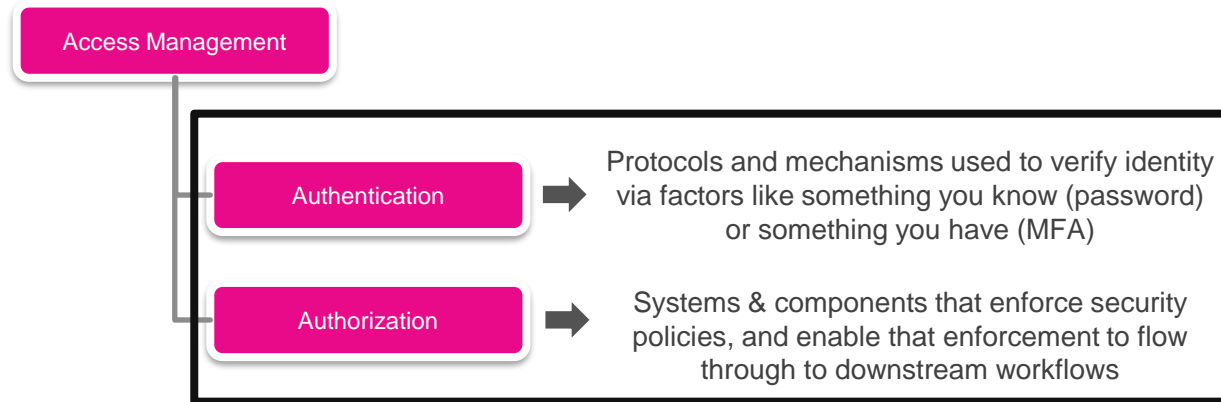 Access Management
Authentication
Protocols and mechanisms used to verify identity
via factors like something you know (password)
or something you have (MFA)
Authorization
Systems & components that enforce security
policies, and enable that enforcement to flow
through to downstream workflows